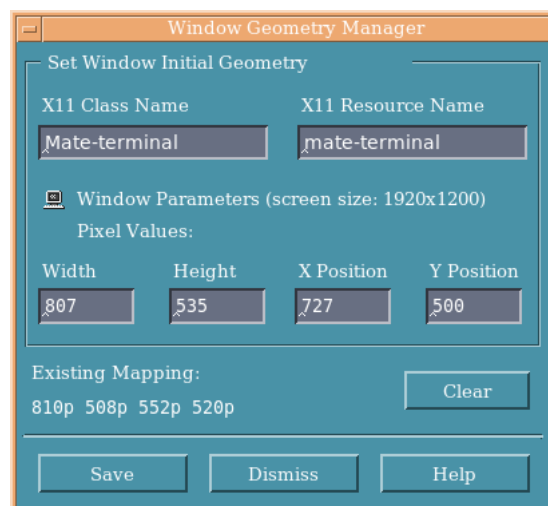 Window Geometry Manager
Set Window Initial Geometry
X11 Class Name X11 Resource Name
Mate-terminal mate-terminal
Window Parameters (screen size: 1920x1200)
Pixel Values:
Width Height X Position Y Position
807 535 727 500
Existing Mapping:
Clear
810p 508p 552p 520p
Save Dismiss Help